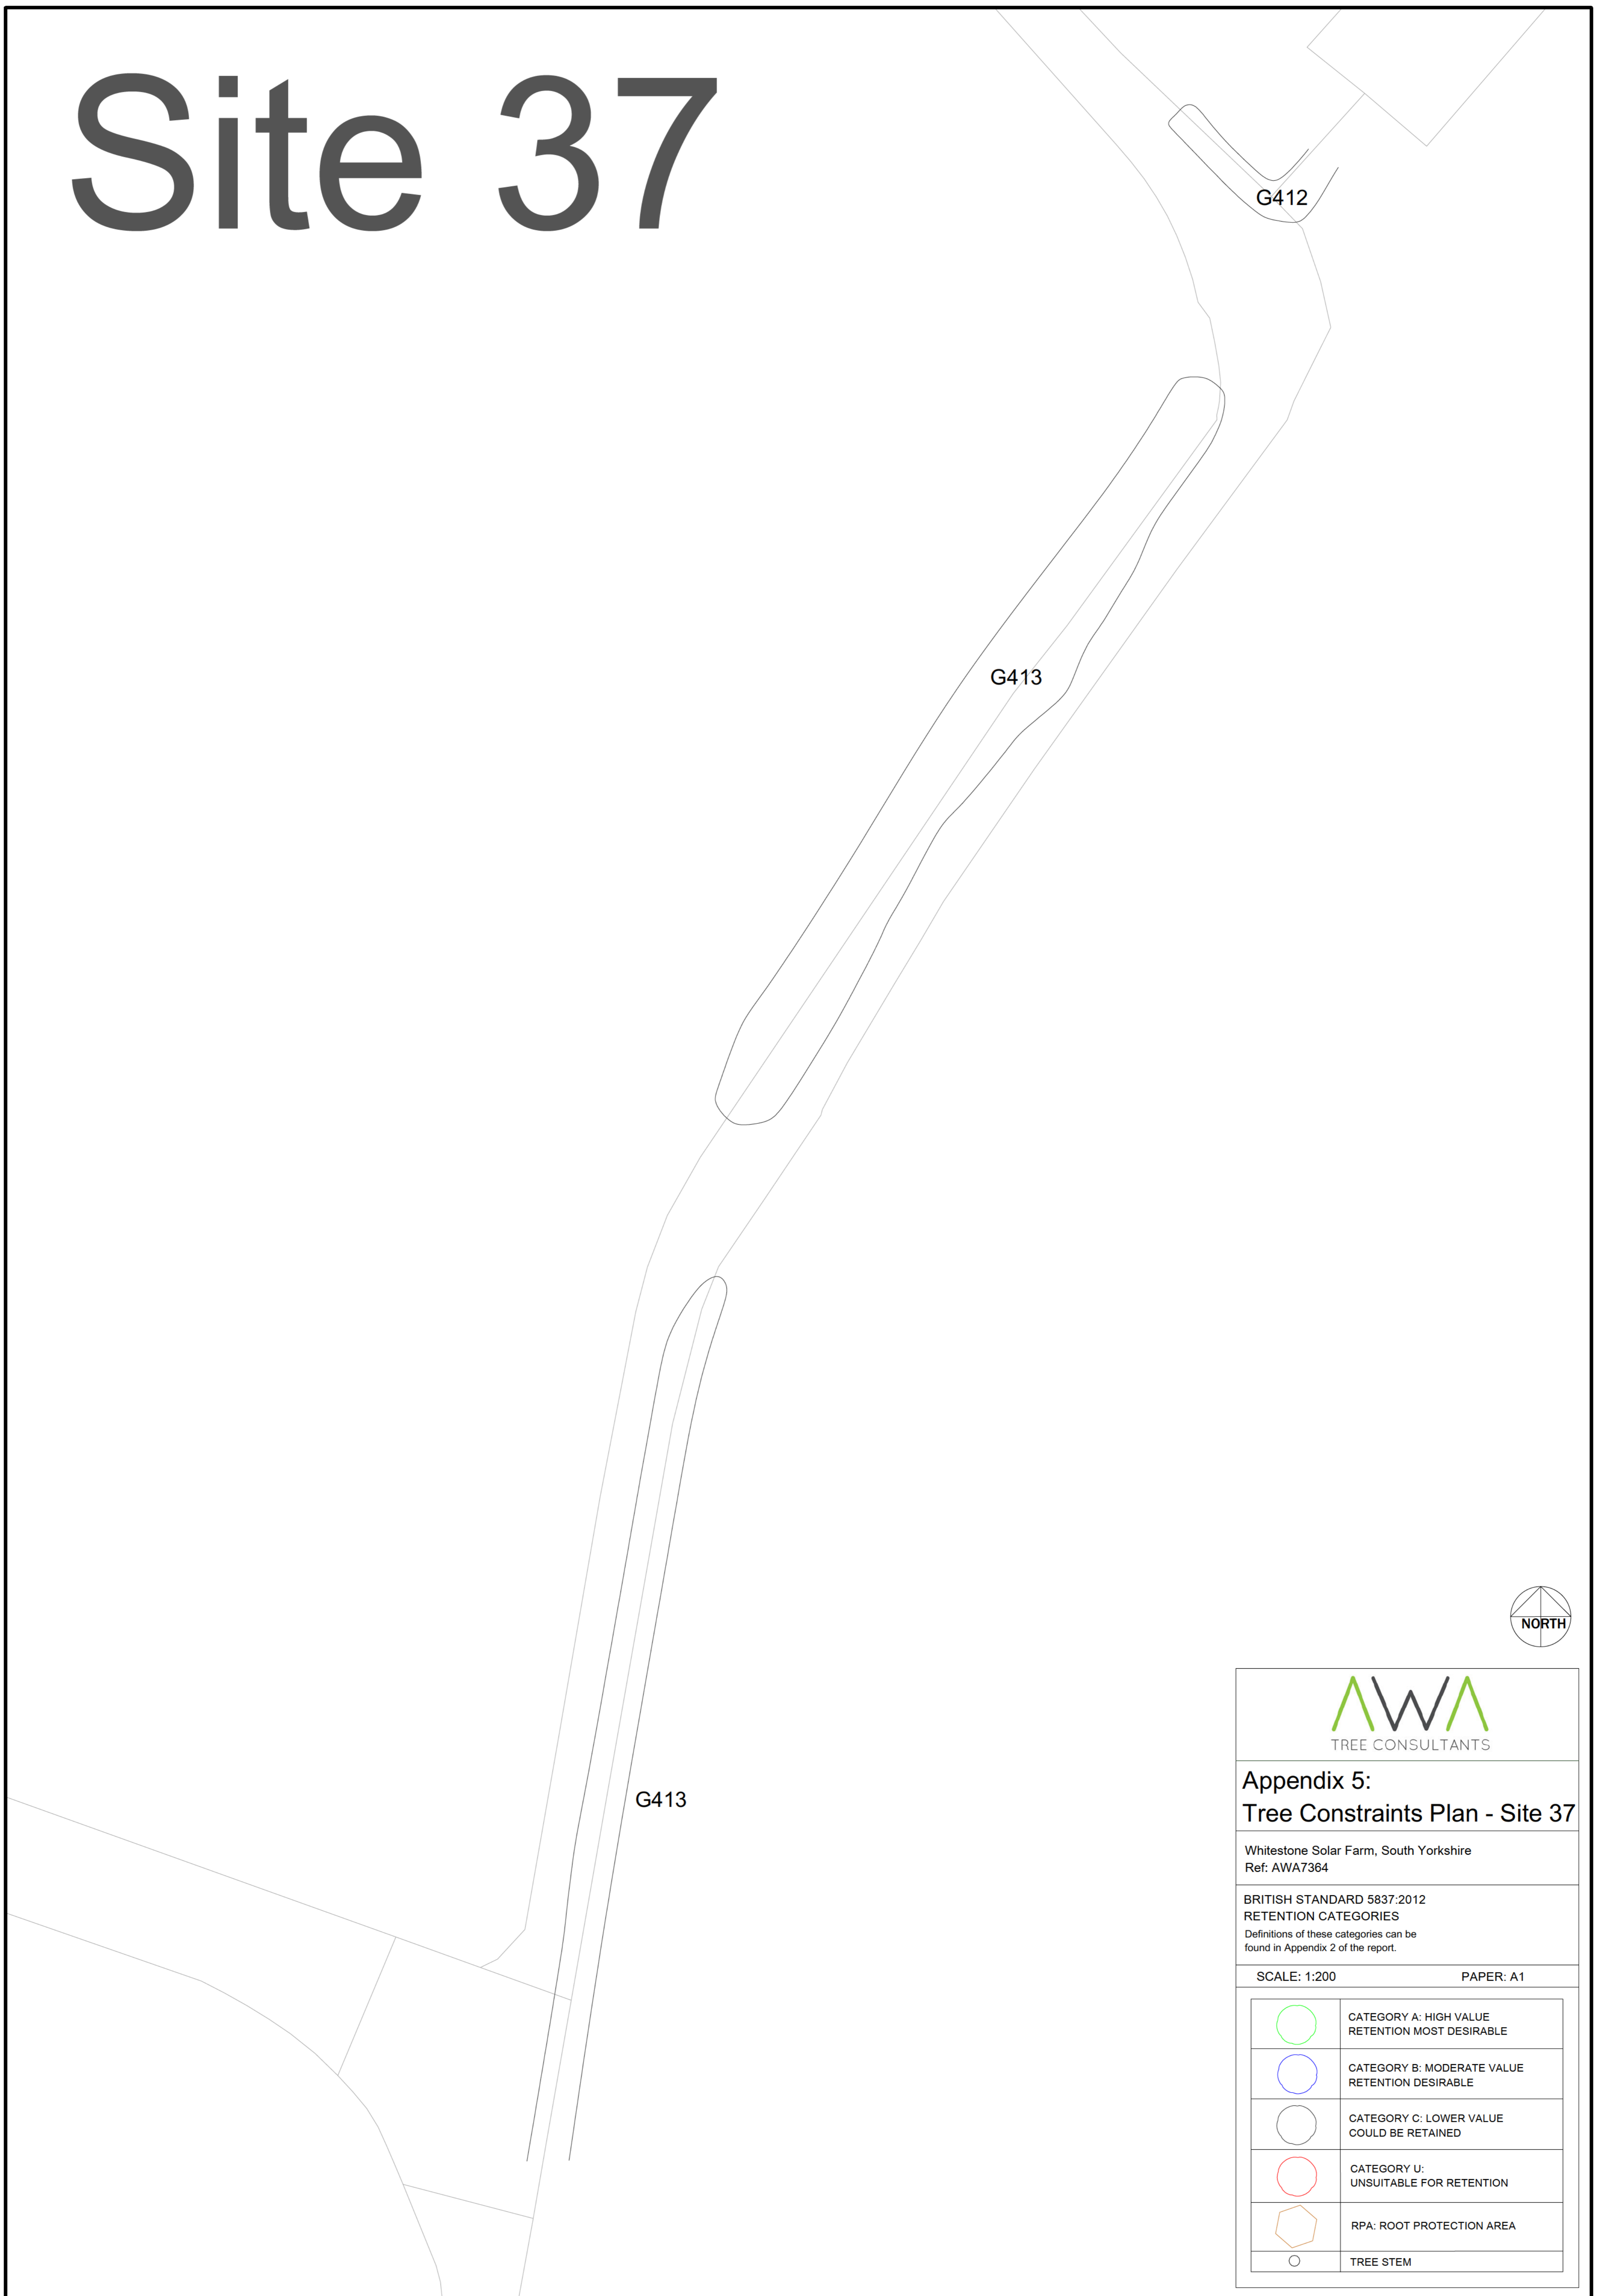 Site 37
G412
G413
G413
NORTH
AWA
TREE CONSULTANTS
Appendix 5:
Tree Constraints Plan - Site 37
Whitestone Solar Farm, South Yorkshire
Ref: AWA7364
BRITISH STANDARD 5837:2012
RETENTION CATEGORIES
Definitions of these categories can be
found in Appendix 2 of the report.
SCALE: 1:200 PAPER: A1
CATEGORY A: HIGH VALUE
RETENTION MOST DESIRABLE
CATEGORY B: MODERATE VALUE
RETENTION DESIRABLE
CATEGORY C: LOWER VALUE
COULD BE RETAINED
CATEGORY U:
UNSUITABLE FOR RETENTION
RPA: ROOT PROTECTION AREA
TREE STEM